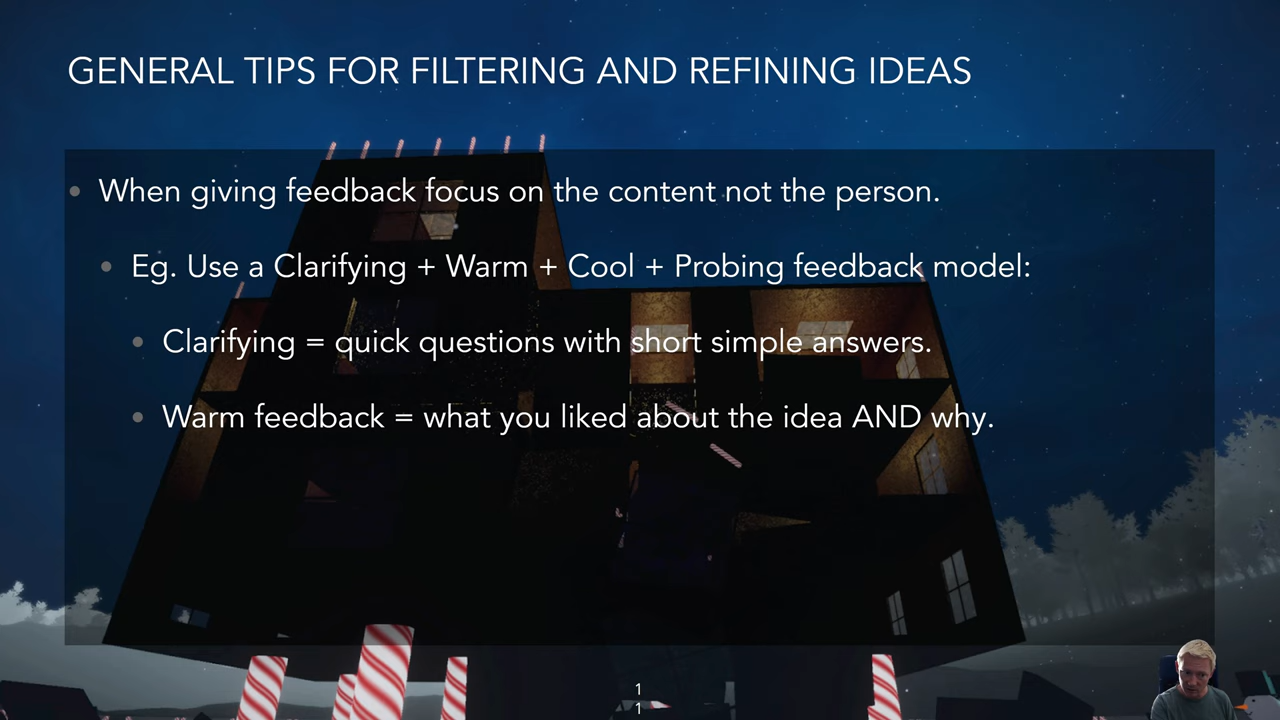 GENERAL TIPS FOR FILTERING AND REFINING IDEAS
When giving feedback focus on the content not the person.
Eg. Use a Clarifying + Warm + Cool + Probing feedback model:
Clarifying = quick questions with short simple answers.
Warm feedback = what you liked about the idea AND why.
1
1